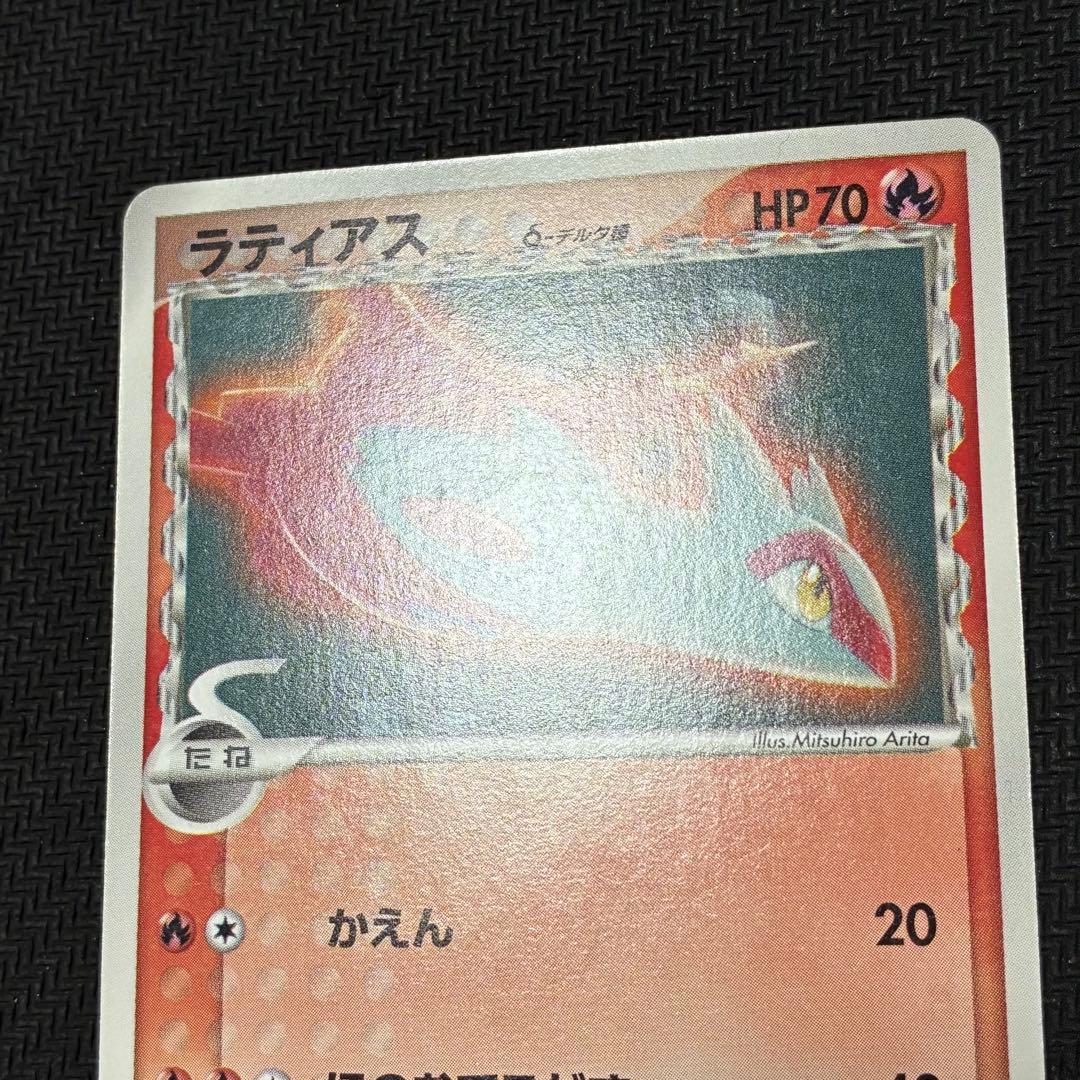 ラティアス δ-デルタ種 HP70
Illus. Mitsuhiro Arita
たね
かえん 20